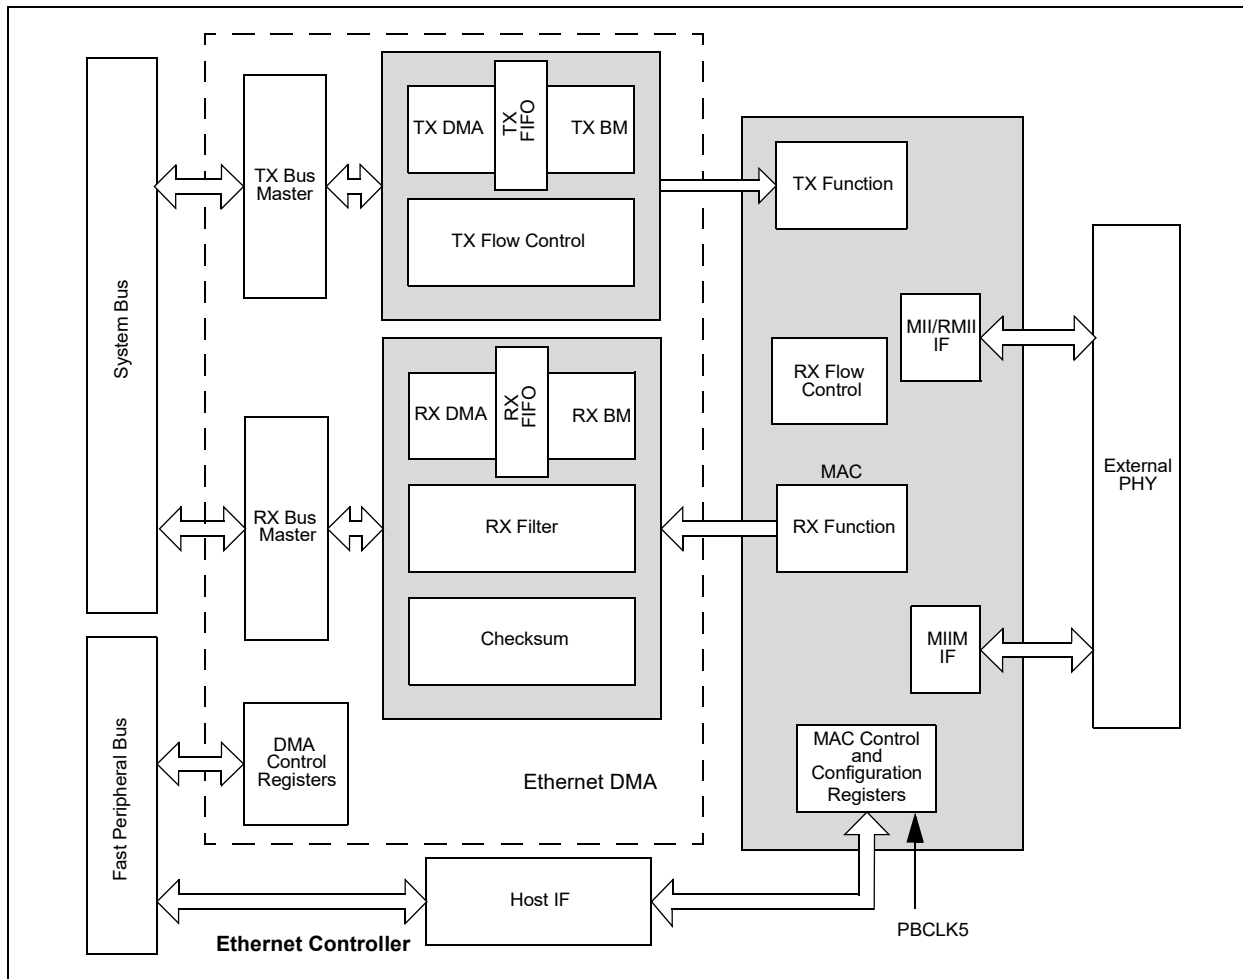 TX DMA
TX
FIFO
TX BM
TX Bus
Master
TX Flow Control
TX Function
System Bus
MII/RMII
IF
RX Flow
Control
RX DMA
RX
FIFO
RX BM
External
PHY
MAC
RX Bus
Master
RX Filter
RX Function
Checksum
MIIM
IF
Fast Peripheral Bus
DMA
Control
Registers
Ethernet DMA
MAC Control
and
Configuration
Registers
Host IF
PBCLK5
Ethernet Controller